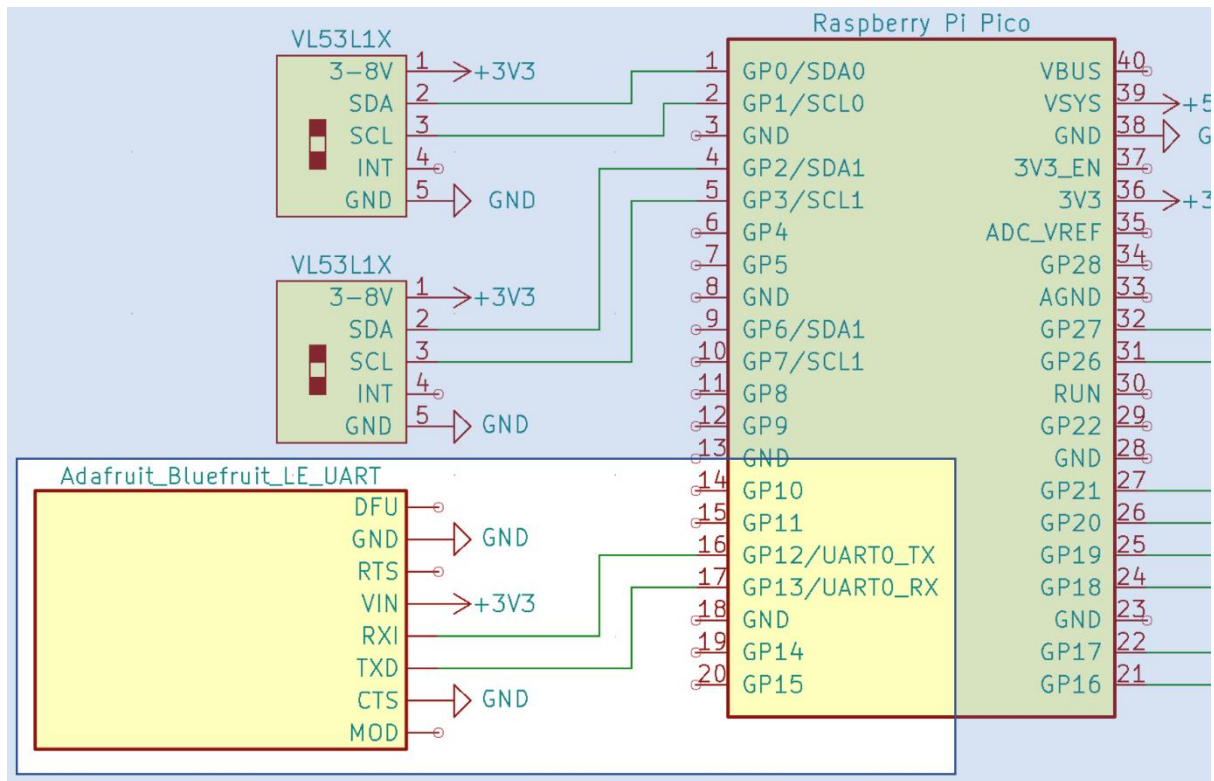 Raspberry Pi Pico
VL53L1X
3-8V 1 +3V3
SDA 2
SCL 3
INT 4
GND 5 GND
VL53L1X
3-8V 1 +3V3
SDA 2
SCL 3
INT 4
GND 5 GND
Adafruit_Bluefruit_LE_UART
DFU
GND GND
RTS
VIN +3V3
RXI
TXD
CTS GND
MOD
1 GP0/SDA0 VBUS 40
2 GP1/SCL0 VSYS 39 +5
3 GND GND 38 G
4 GP2/SDA1 3V3_EN 37
5 GP3/SCL1 3V3 36 +3
6 GP4 ADC_VREF 35
7 GP5 GP28 34
8 GND AGND 33
9 GP6/SDA1 GP27 32
10 GP7/SCL1 GP26 31
11 GP8 RUN 30
12 GP9 GP22 29
13 GND GND 28
14 GP10 GP21 27
15 GP11 GP20 26
16 GP12/UART0_TX GP19 25
17 GP13/UART0_RX GP18 24
18 GND GND 23
19 GP14 GP17 22
20 GP15 GP16 21